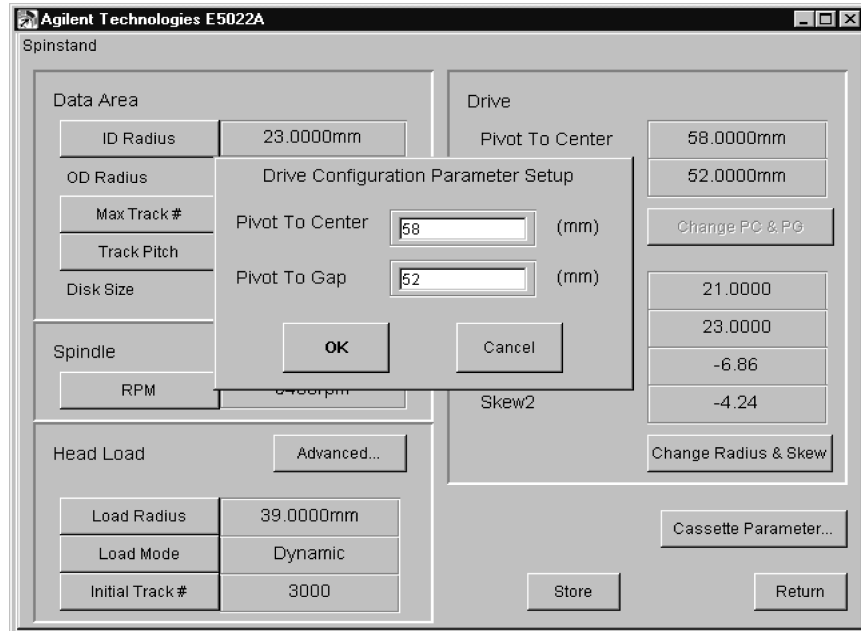 Agilent Technologies E5022A
Spinstand
Data Area
ID Radius 23.0000mm
OD Radius
Max Track #
Track Pitch
Disk Size
Spindle
RPM
Head Load Advanced...
Load Radius 39.0000mm
Load Mode Dynamic
Initial Track # 3000
Drive Configuration Parameter Setup
Pivot To Center 58 (mm)
Pivot To Gap 52 (mm)
OK Cancel
Drive
Pivot To Center 58.0000mm
52.0000mm
Change PC & PG
21.0000
23.0000
-6.86
Skew2 -4.24
Change Radius & Skew
Cassette Parameter...
Store Return